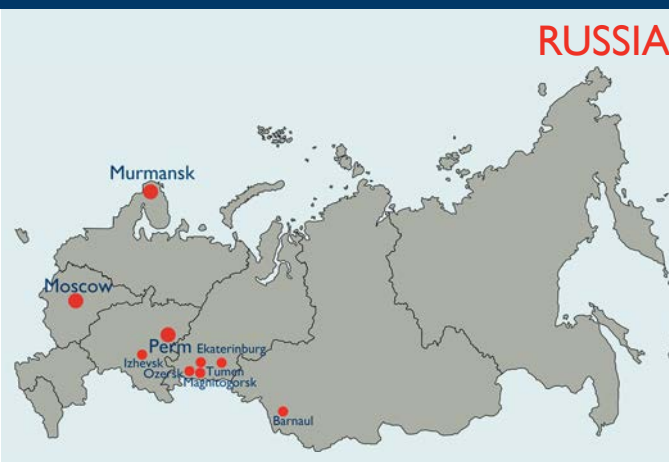 RUSSIA
Murmansk
Moscow
Perm
Ekaterinburg
Izhevsk
Ozersk
Tumen
Magnitogorsk
Barnaul